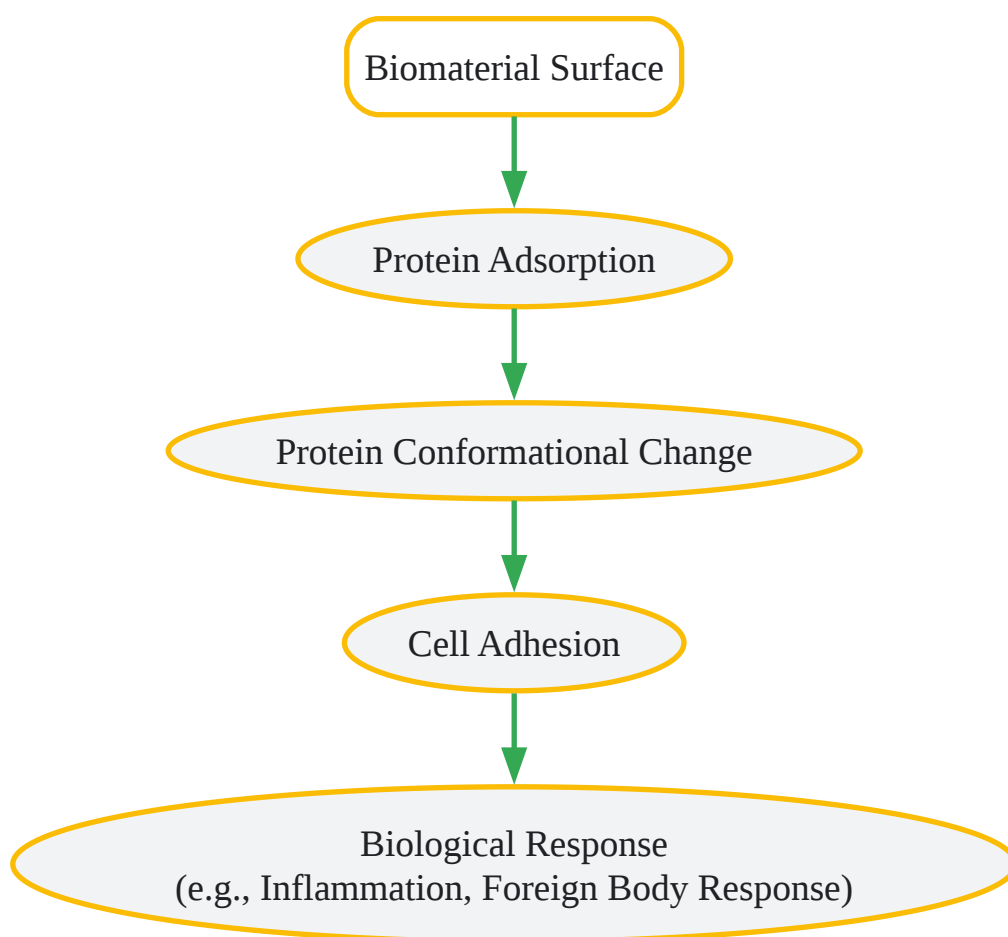 Biomaterial Surface
Protein Adsorption
Protein Conformational Change
Cell Adhesion
Biological Response
(e.g., Inflammation, Foreign Body Response)